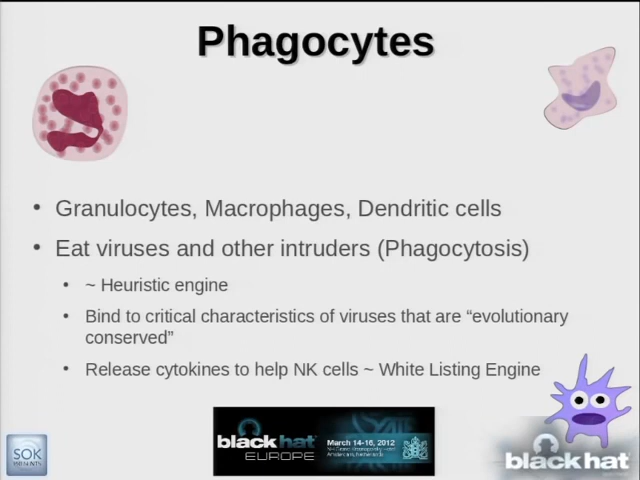 Phagocytes
• Granulocytes, Macrophages, Dendritic cells
• Eat viruses and other intruders (Phagocytosis)
• ~ Heuristic engine
• Bind to critical characteristics of viruses that are “evolutionary
conserved”
• Release cytokines to help NK cells ~ White Listing Engine
black hat
EUROPE
March 14-16, 2012
SOK
PRESENTS
black hat